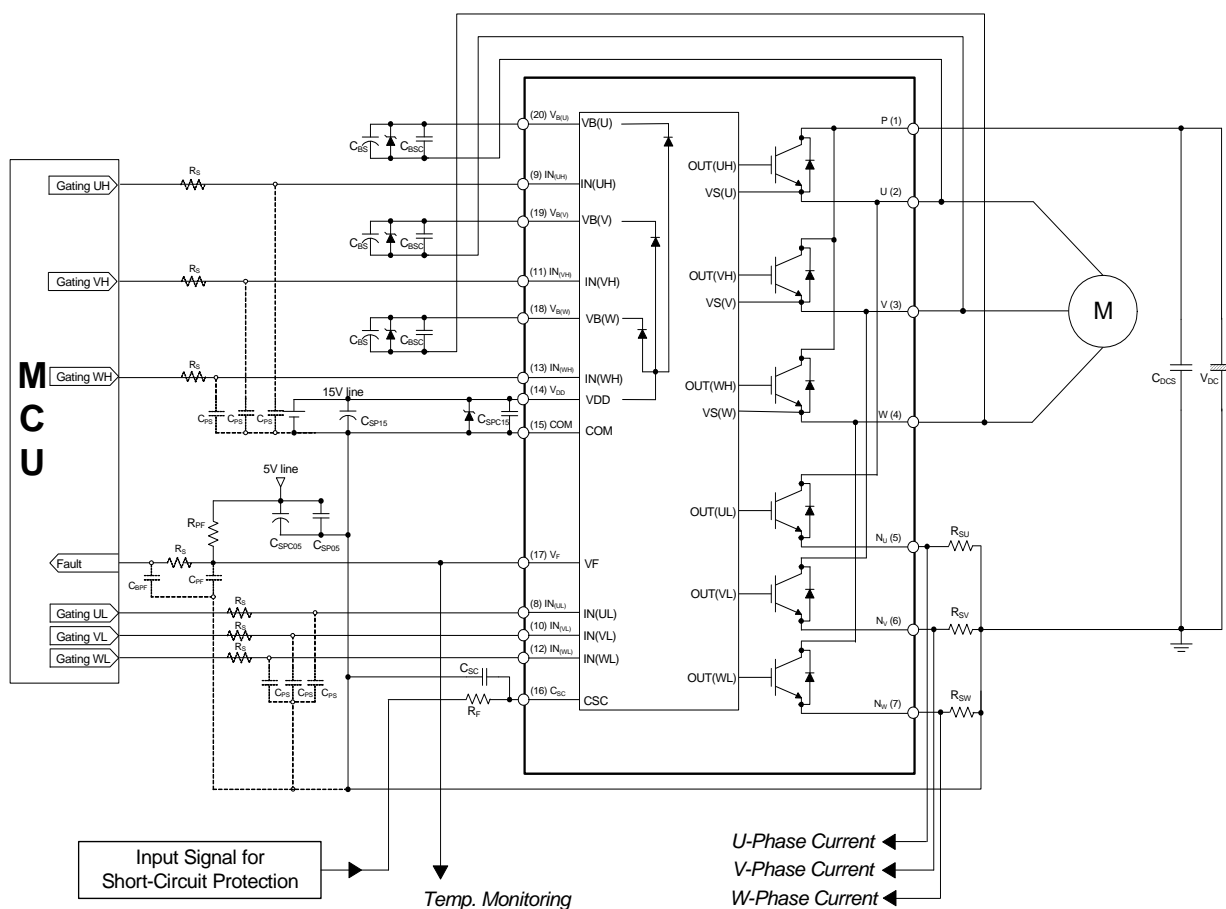 (20) VB(U)
VB(U)
P (1)
CBS
CBSC
MCU
RS
Gating UH
(9) IN(UH)
IN(UH)
OUT(UH)
VS(U)
U (2)
(19) VB(V)
VB(V)
CBS
CBSC
RS
Gating VH
(11) IN(VH)
IN(VH)
OUT(VH)
VS(V)
V (3)
M
(18) VB(W)
VB(W)
CBS
CBSC
RS
Gating WH
(13) IN(WH)
IN(WH)
OUT(WH)
VS(W)
W (4)
CDCS
VDC
15V line
(14) VDD
VDD
CPS
CPS
CPS
CSP15
CSPC15
(15) COM
COM
5V line
RPF
CSPC05
CSP05
OUT(UL)
NU (5)
RSU
RS
Fault
(17) VF
VF
CBPF
CPF
RS
Gating UL
(8) IN(UL)
IN(UL)
OUT(VL)
NV (6)
RSV
RS
Gating VL
(10) IN(VL)
IN(VL)
RS
Gating WL
(12) IN(WL)
IN(WL)
CPS
CPS
CPS
CSC
RF
(16) CSC
CSC
OUT(WL)
NW (7)
RSW
Input Signal for
Short-Circuit Protection
Temp. Monitoring
U-Phase Current
V-Phase Current
W-Phase Current